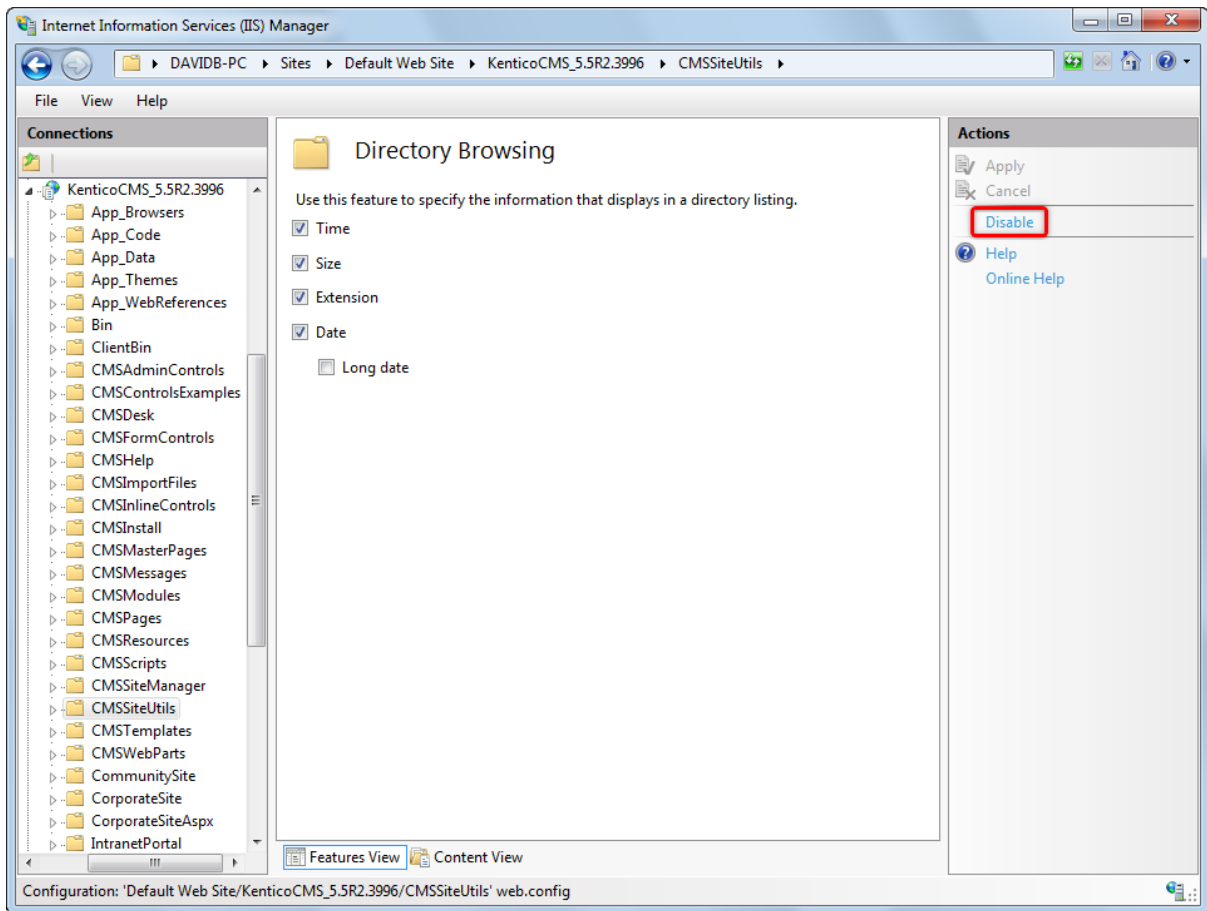 Internet Information Services (IIS) Manager
DAVIDB-PC Sites Default Web Site KenticoCMS_5.5R2.3996 CMSSiteUtils
File View Help
Connections
KenticoCMS_5.5R2.3996
App_Browsers
App_Code
App_Data
App_Themes
App_WebReferences
Bin
ClientBin
CMSAdminControls
CMSControlsExamples
CMSDesk
CMSFormControls
CMSHelp
CMSImportFiles
CMSInlineControls
CMSInstall
CMSMasterPages
CMSMessages
CMSModules
CMSPages
CMSResources
CMSScripts
CMSSiteManager
CMSSiteUtils
CMSTemplates
CMSWebParts
CommunitySite
CorporateSite
CorporateSiteAspx
IntranetPortal
Directory Browsing
Use this feature to specify the information that displays in a directory listing.
Time
Size
Extension
Date
Long date
Features View Content View
Actions
Apply
Cancel
Disable
Help
Online Help
Configuration: 'Default Web Site/KenticoCMS_5.5R2.3996/CMSSiteUtils' web.config